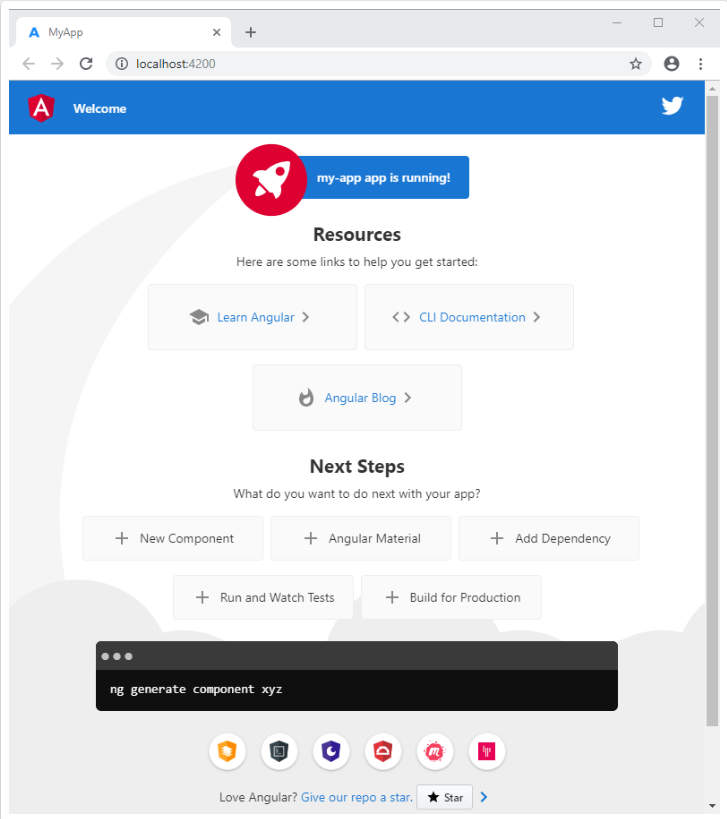 MyApp
localhost:4200
Welcome
my-app app is running!
Resources
Here are some links to help you get started:
Learn Angular
CLI Documentation
Angular Blog
Next Steps
What do you want to do next with your app?
New Component
Angular Material
Add Dependency
Run and Watch Tests
Build for Production
ng generate component xyz
Love Angular? Give our repo a star. Star